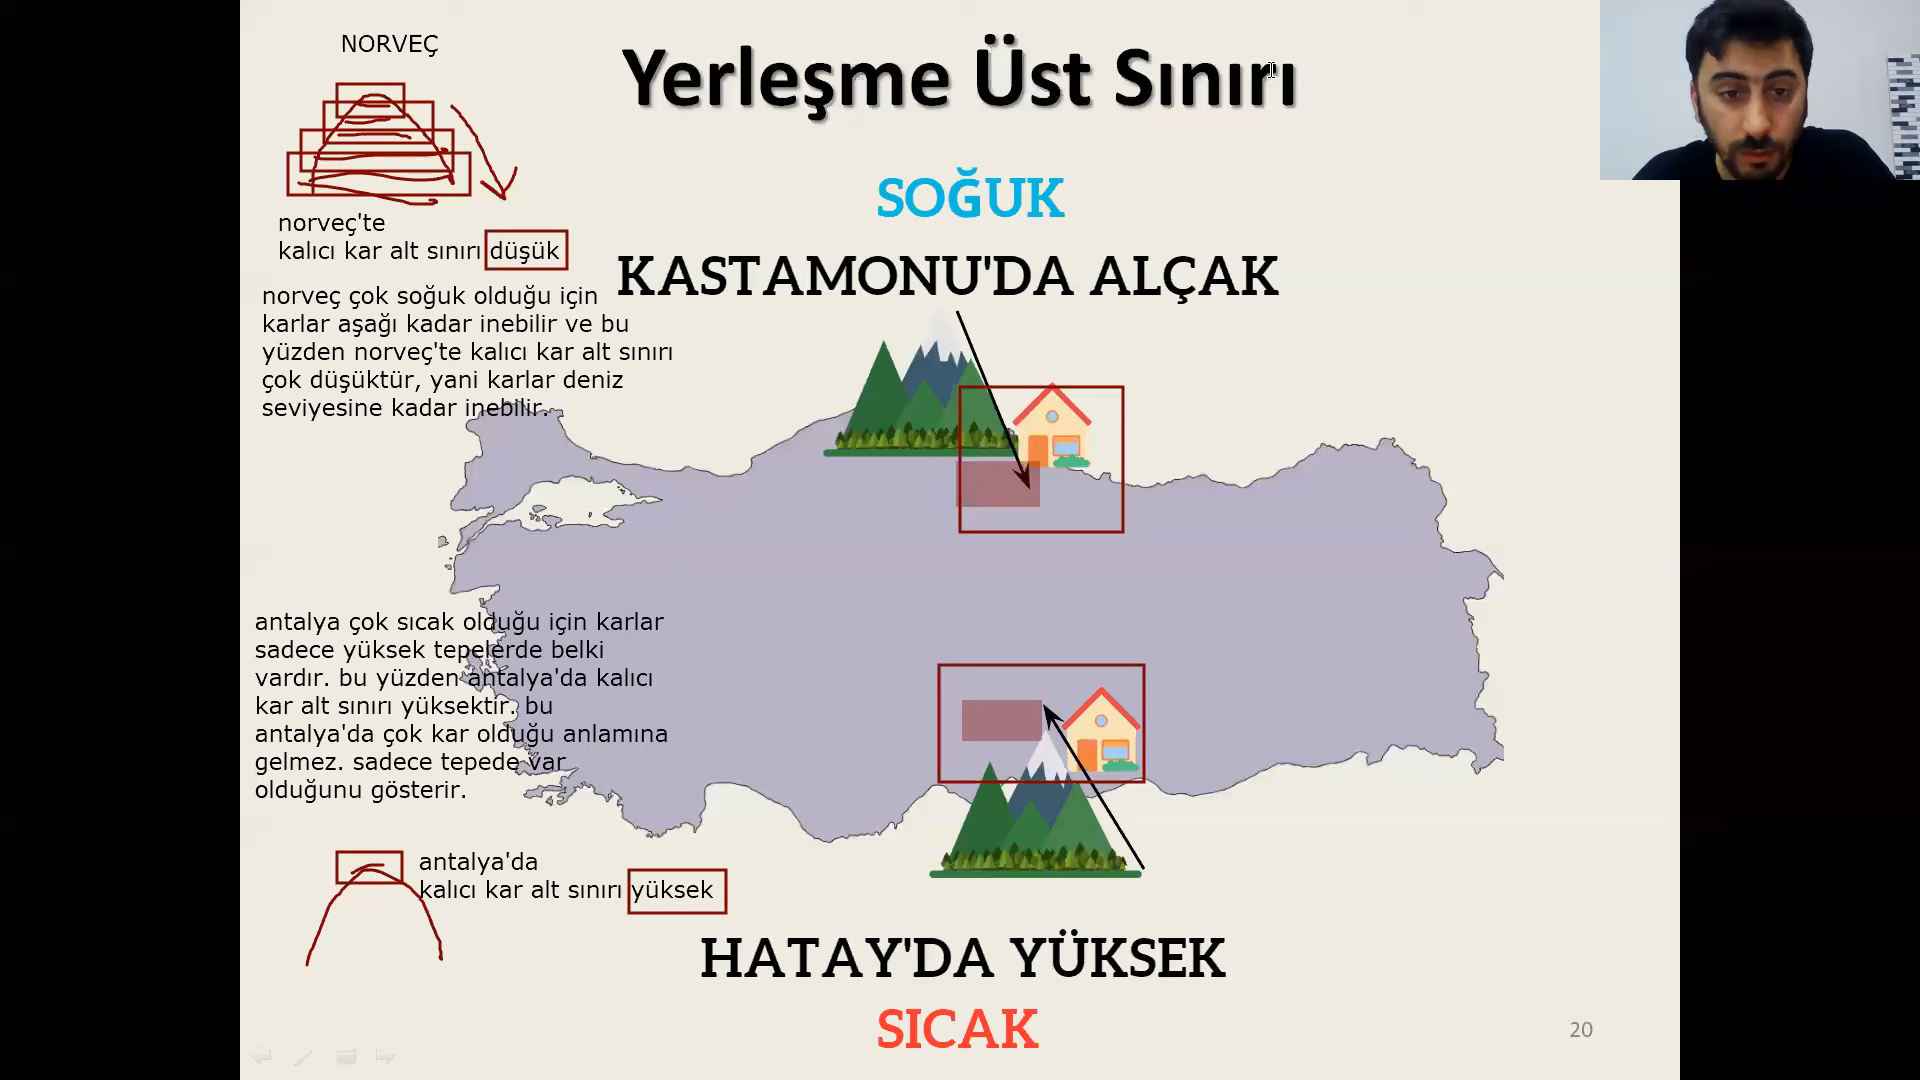 NORVEÇ
Yerleşme Üst Sınırı
SOĞUK
KASTAMONU'DA ALÇAK
norveç'te
kalıcı kar alt sınırı düşük
norveç çok soğuk olduğu için
karlar aşağı kadar inebilir ve bu
yüzden norveç'te kalıcı kar alt sınırı
çok düşüktür, yani karlar deniz
seviyesine kadar inebilir.
antalya çok sıcak olduğu için karlar
sadece yüksek tepelerde belki
vardır. bu yüzden antalya'da kalıcı
kar alt sınırı yüksektir. bu
antalya'da çok kar olduğu anlamına
gelmez. sadece tepede var
olduğunu gösterir.
antalya'da
kalıcı kar alt sınırı yüksek
HATAY'DA YÜKSEK
SICAK
20